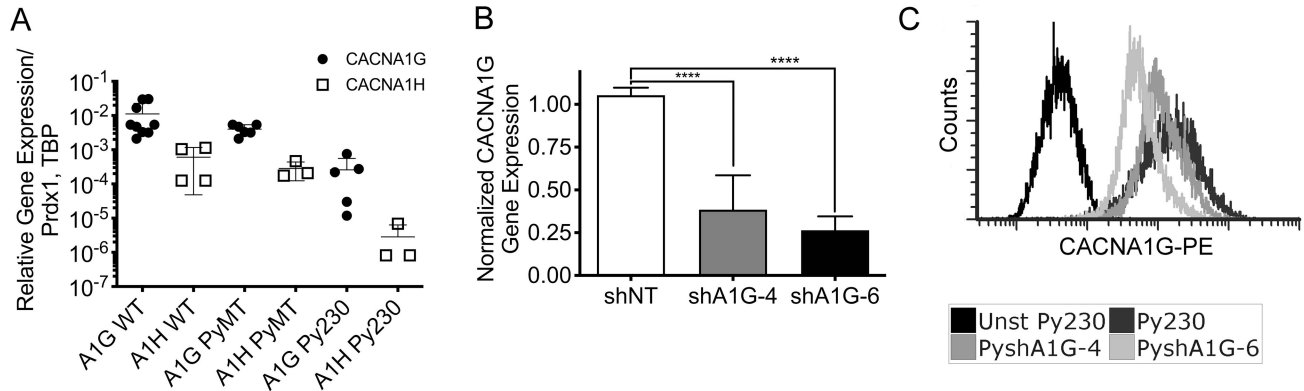 A
Relative Gene Expression/
Prdx1, TBP
CACNA1G
CACNA1H
10-1
10-2
10-3
10-4
10-5
10-6
10-7
A1G WT
A1H WT
A1G PyMT
A1H PyMT
A1G Py230
A1H Py230
B
Normalized CACNA1G
Gene Expression
****
****
1.00
0.75
0.50
0.25
0.00
shNT
shA1G-4
shA1G-6
C
Counts
CACNA1G-PE
Unst Py230
Py230
PyshA1G-4
PyshA1G-6